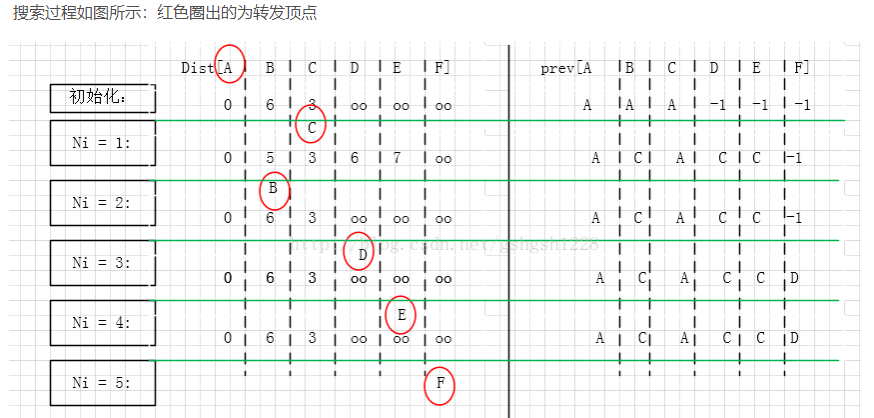 搜索过程如图所示：红色圈出的为转发顶点
Dist[A B C D E F] prev[A B C D E F]
初始化: 0 6 3 oo oo oo A A A -1 -1 -1
C
Ni = 1: 0 5 3 6 7 oo A C A C C -1
B
Ni = 2: 0 6 3 oo oo oo A C A C C -1
http://blog.csdn.net/gshgsh1228
D
Ni = 3: 0 6 3 oo oo oo A C A C C D
E
Ni = 4: 0 6 3 oo oo oo A C A C C D
Ni = 5: F